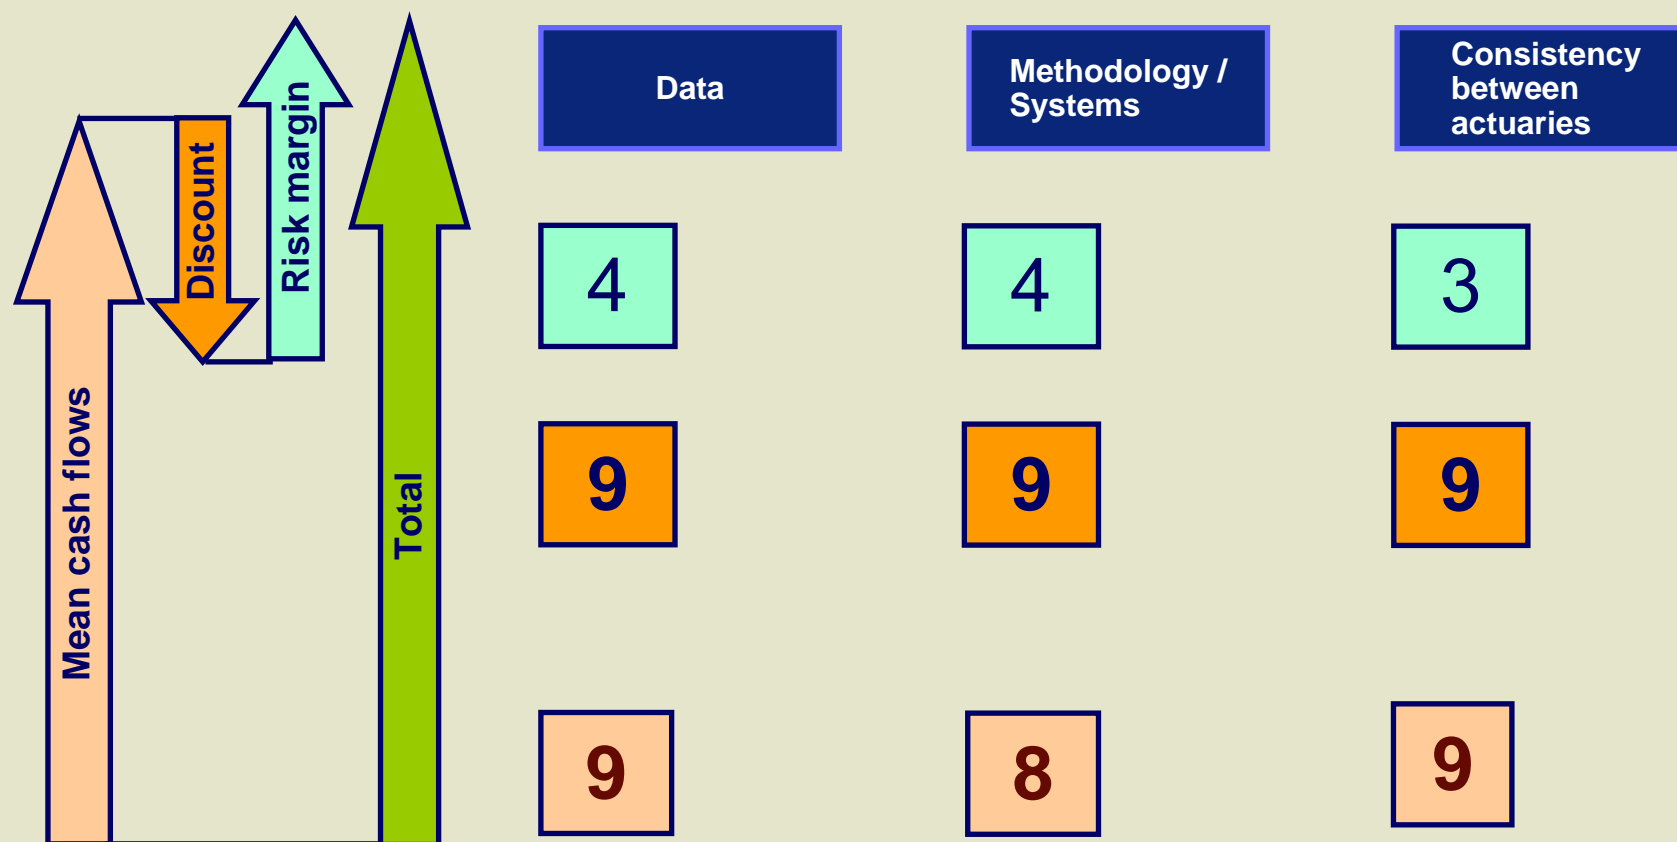 Mean cash flows
Discount
Risk margin
Total
Data
Methodology /
Systems
Consistency
between
actuaries
4
4
3
9
9
9
9
8
9